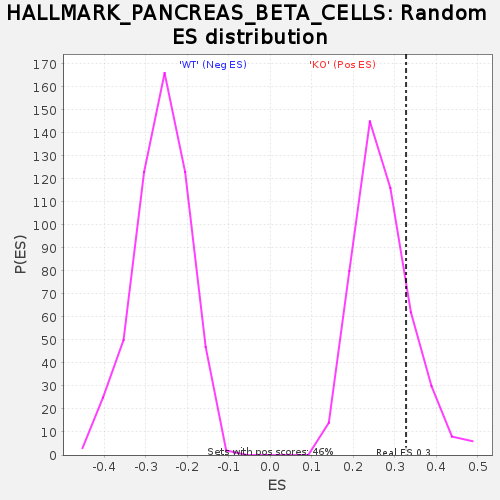 HALLMARK_PANCREAS_BETA_CELLS: Random
ES distribution
'WT' (Neg ES)
'KO' (Pos ES)
170
160
150
140
130
120
110
100
90
80
70
60
50
40
30
20
10
0
P(ES)
Sets with pos scores: 46%
Real ES 0.3
-0.4 -0.3 -0.2 -0.1 0.0 0.1 0.2 0.3 0.4 0.5
ES